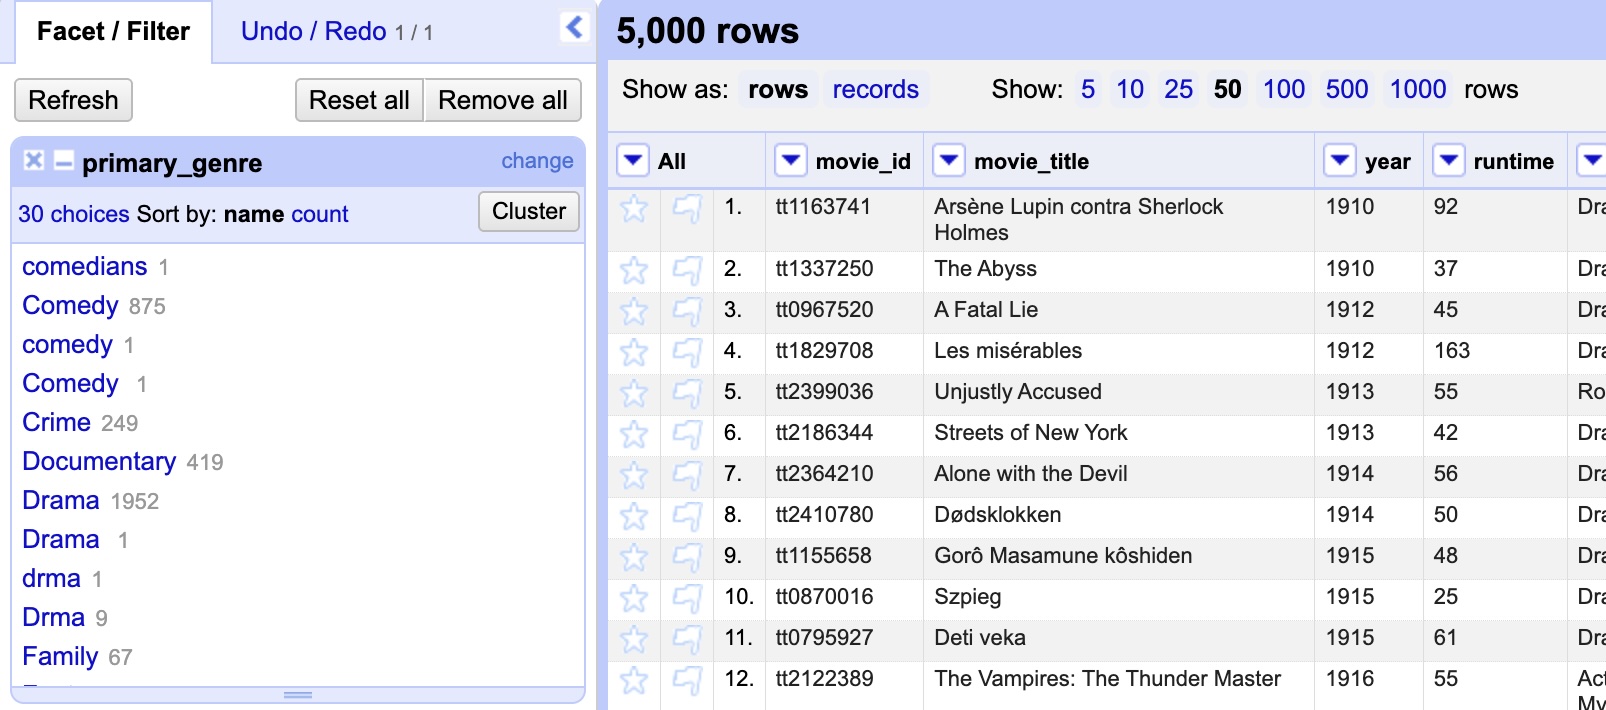 Facet / Filter
Undo / Redo 1 / 1
Refresh
Reset all
Remove all
primary_genre
change
30 choices Sort by: name count
Cluster
comedians 1
Comedy 875
comedy 1
Comedy 1
Crime 249
Documentary 419
Drama 1952
Drama 1
drma 1
Drma 9
Family 67
5,000 rows
Show as: rows records
Show: 5 10 25 50 100 500 1000 rows
All movie_id movie_title year runtime
1. tt1163741 Arsène Lupin contra Sherlock 1910 92 Dra
Holmes
2. tt1337250 The Abyss 1910 37 Dra
3. tt0967520 A Fatal Lie 1912 45 Dra
4. tt1829708 Les misérables 1912 163 Dra
5. tt2399036 Unjustly Accused 1913 55 Ro
6. tt2186344 Streets of New York 1913 42 Dra
7. tt2364210 Alone with the Devil 1914 56 Dra
8. tt2410780 Dødsklokken 1914 50 Dra
9. tt1155658 Gorô Masamune kôshiden 1915 48 Dra
10. tt0870016 Szpieg 1915 25 Dra
11. tt0795927 Deti veka 1915 61 Dra
12. tt2122389 The Vampires: The Thunder Master 1916 55 Act
My